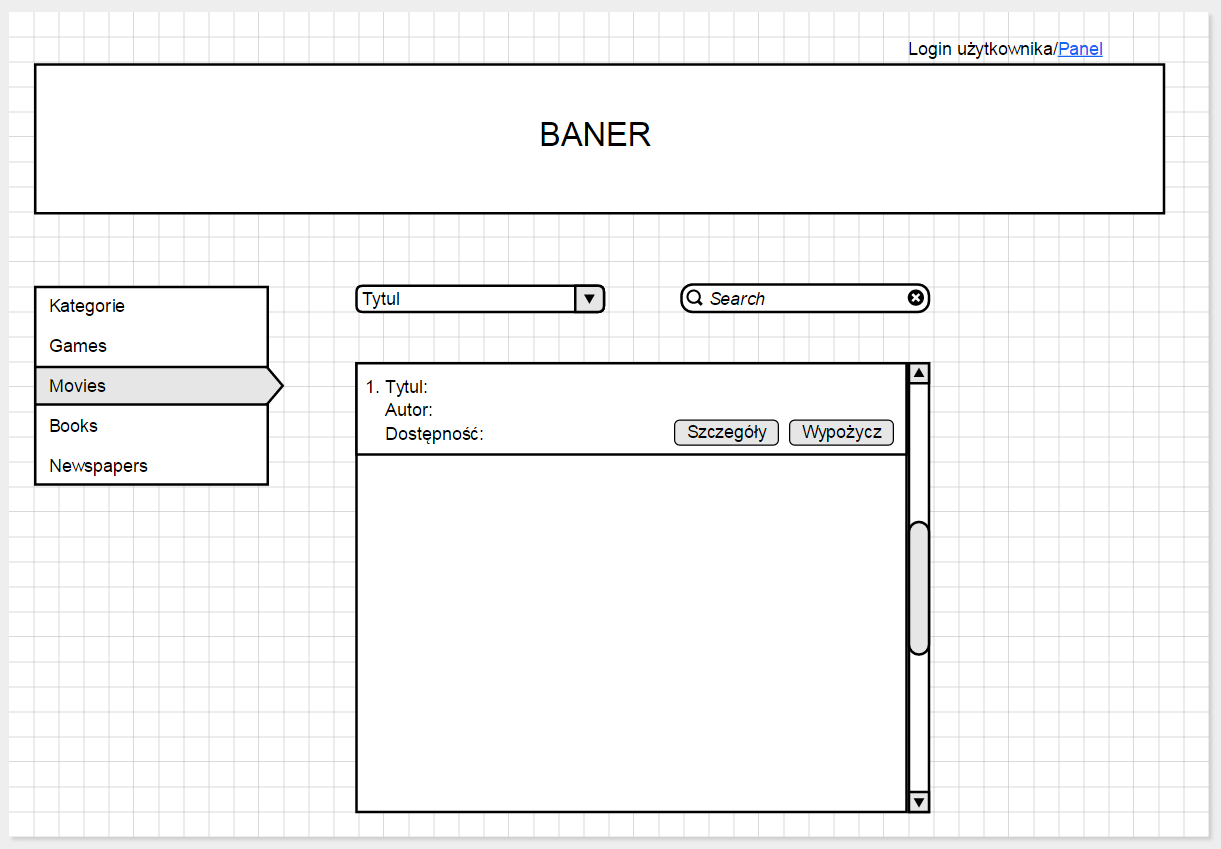 Login użytkownika/Panel
BANER
Kategorie
Games
Movies
Books
Newspapers
Tytul
Search
1. Tytul:
Autor:
Dostępność:
Szczegóły
Wypożycz